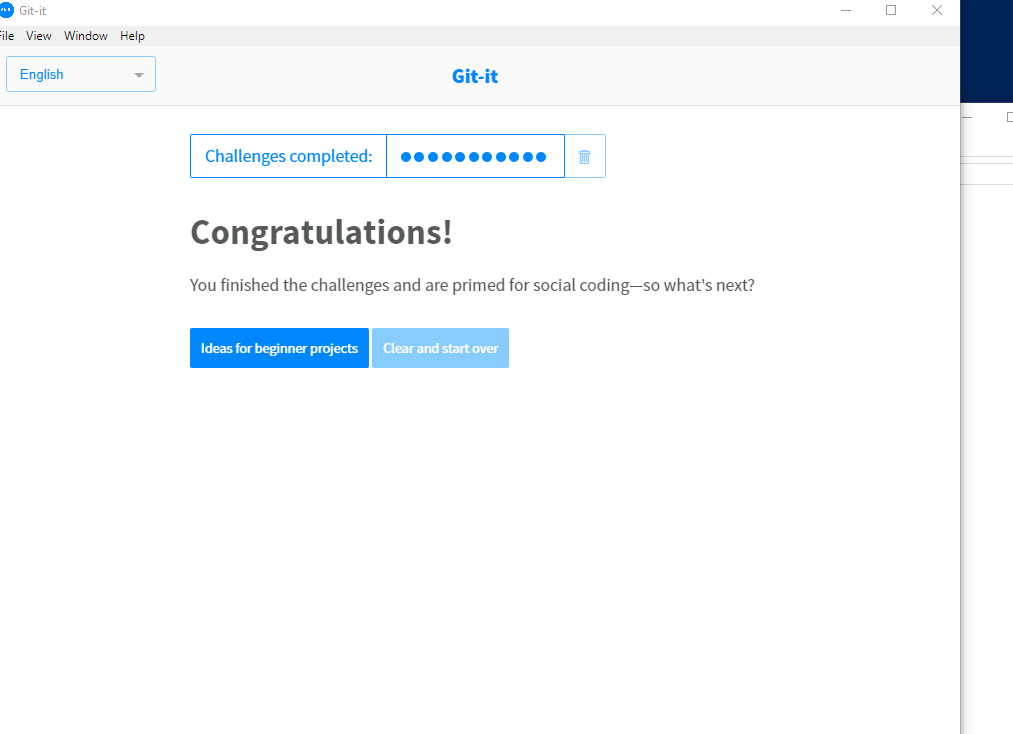 Git-it
File View Window Help
English
Git-it
Challenges completed:
Congratulations!
You finished the challenges and are primed for social coding—so what's next?
Ideas for beginner projects Clear and start over